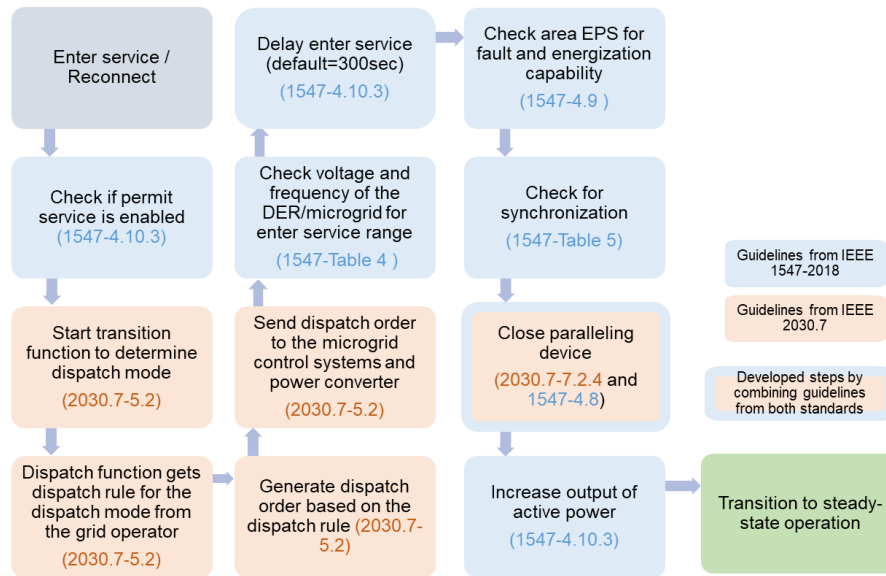 Enter service /
Reconnect
Check if permit
service is enabled
(1547-4.10.3)
Start transition
function to determine
dispatch mode
(2030.7-5.2)
Dispatch function gets
dispatch rule for the
dispatch mode from
the grid operator
(2030.7-5.2)
Generate dispatch
order based on the
dispatch rule (2030.7-
5.2)
Send dispatch order
to the microgrid
control systems and
power converter
(2030.7-5.2)
Check voltage and
frequency of the
DER/microgrid for
enter service range
(1547-Table 4 )
Delay enter service
(default=300sec)
(1547-4.10.3)
Check area EPS for
fault and energization
capability
(1547-4.9 )
Check for
synchronization
(1547-Table 5)
Close paralleling
device
(2030.7-7.2.4 and
1547-4.8)
Increase output of
active power
(1547-4.10.3)
Transition to steady-
state operation
Guidelines from IEEE
1547-2018
Guidelines from IEEE
2030.7
Developed steps by
combining guidelines
from both standards